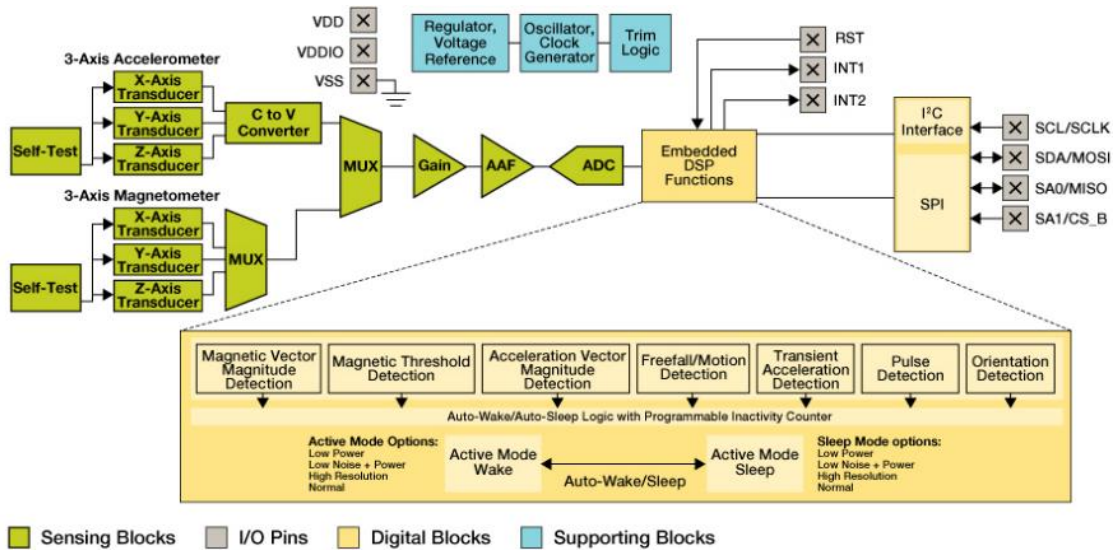 VDD
VDDIO
VSS
Regulator,
Voltage
Reference
Oscillator,
Clock
Generator
Trim
Logic
RST
INT1
INT2
3-Axis Accelerometer
Self-Test
X-Axis
Transducer
Y-Axis
Transducer
Z-Axis
Transducer
C to V
Converter
MUX
Gain
AAF
ADC
Embedded
DSP
Functions
I²C
Interface
SPI
SCL/SCLK
SDA/MOSI
SA0/MISO
SA1/CS_B
3-Axis Magnetometer
Self-Test
X-Axis
Transducer
Y-Axis
Transducer
Z-Axis
Transducer
MUX
Magnetic Vector
Magnitude
Detection
Magnetic Threshold
Detection
Acceleration Vector
Magnitude
Detection
Freefall/Motion
Detection
Transient
Acceleration
Detection
Pulse
Detection
Orientation
Detection
Auto-Wake/Auto-Sleep Logic with Programmable Inactivity Counter
Active Mode Options:
Low Power
Low Noise + Power
High Resolution
Normal
Active Mode
Wake
Auto-Wake/Sleep
Active Mode
Sleep
Sleep Mode options:
Low Power
Low Noise + Power
High Resolution
Normal
Sensing Blocks
I/O Pins
Digital Blocks
Supporting Blocks